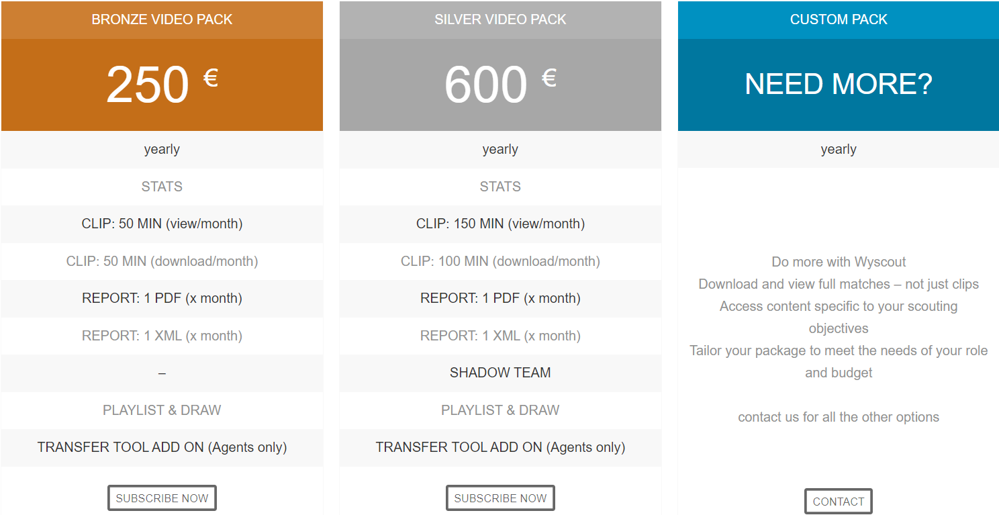 BRONZE VIDEO PACK
250 €
yearly
STATS
CLIP: 50 MIN (view/month)
CLIP: 50 MIN (download/month)
REPORT: 1 PDF (x month)
REPORT: 1 XML (x month)
–
PLAYLIST & DRAW
TRANSFER TOOL ADD ON (Agents only)
SUBSCRIBE NOW
SILVER VIDEO PACK
600 €
yearly
STATS
CLIP: 150 MIN (view/month)
CLIP: 100 MIN (download/month)
REPORT: 1 PDF (x month)
REPORT: 1 XML (x month)
SHADOW TEAM
PLAYLIST & DRAW
TRANSFER TOOL ADD ON (Agents only)
SUBSCRIBE NOW
CUSTOM PACK
NEED MORE?
yearly
Do more with Wyscout
Download and view full matches – not just clips
Access content specific to your scouting
objectives
Tailor your package to meet the needs of your role
and budget
contact us for all the other options
CONTACT